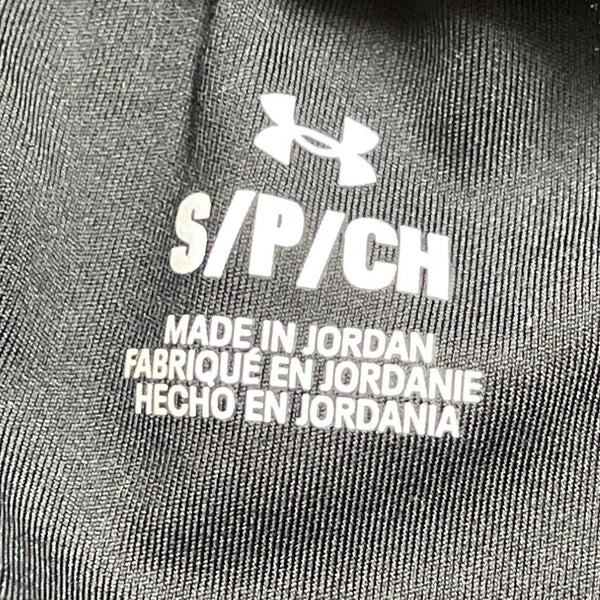 S/P/CH
MADE IN JORDAN
FABRIQUÉ EN JORDANIE
HECHO EN JORDANIA